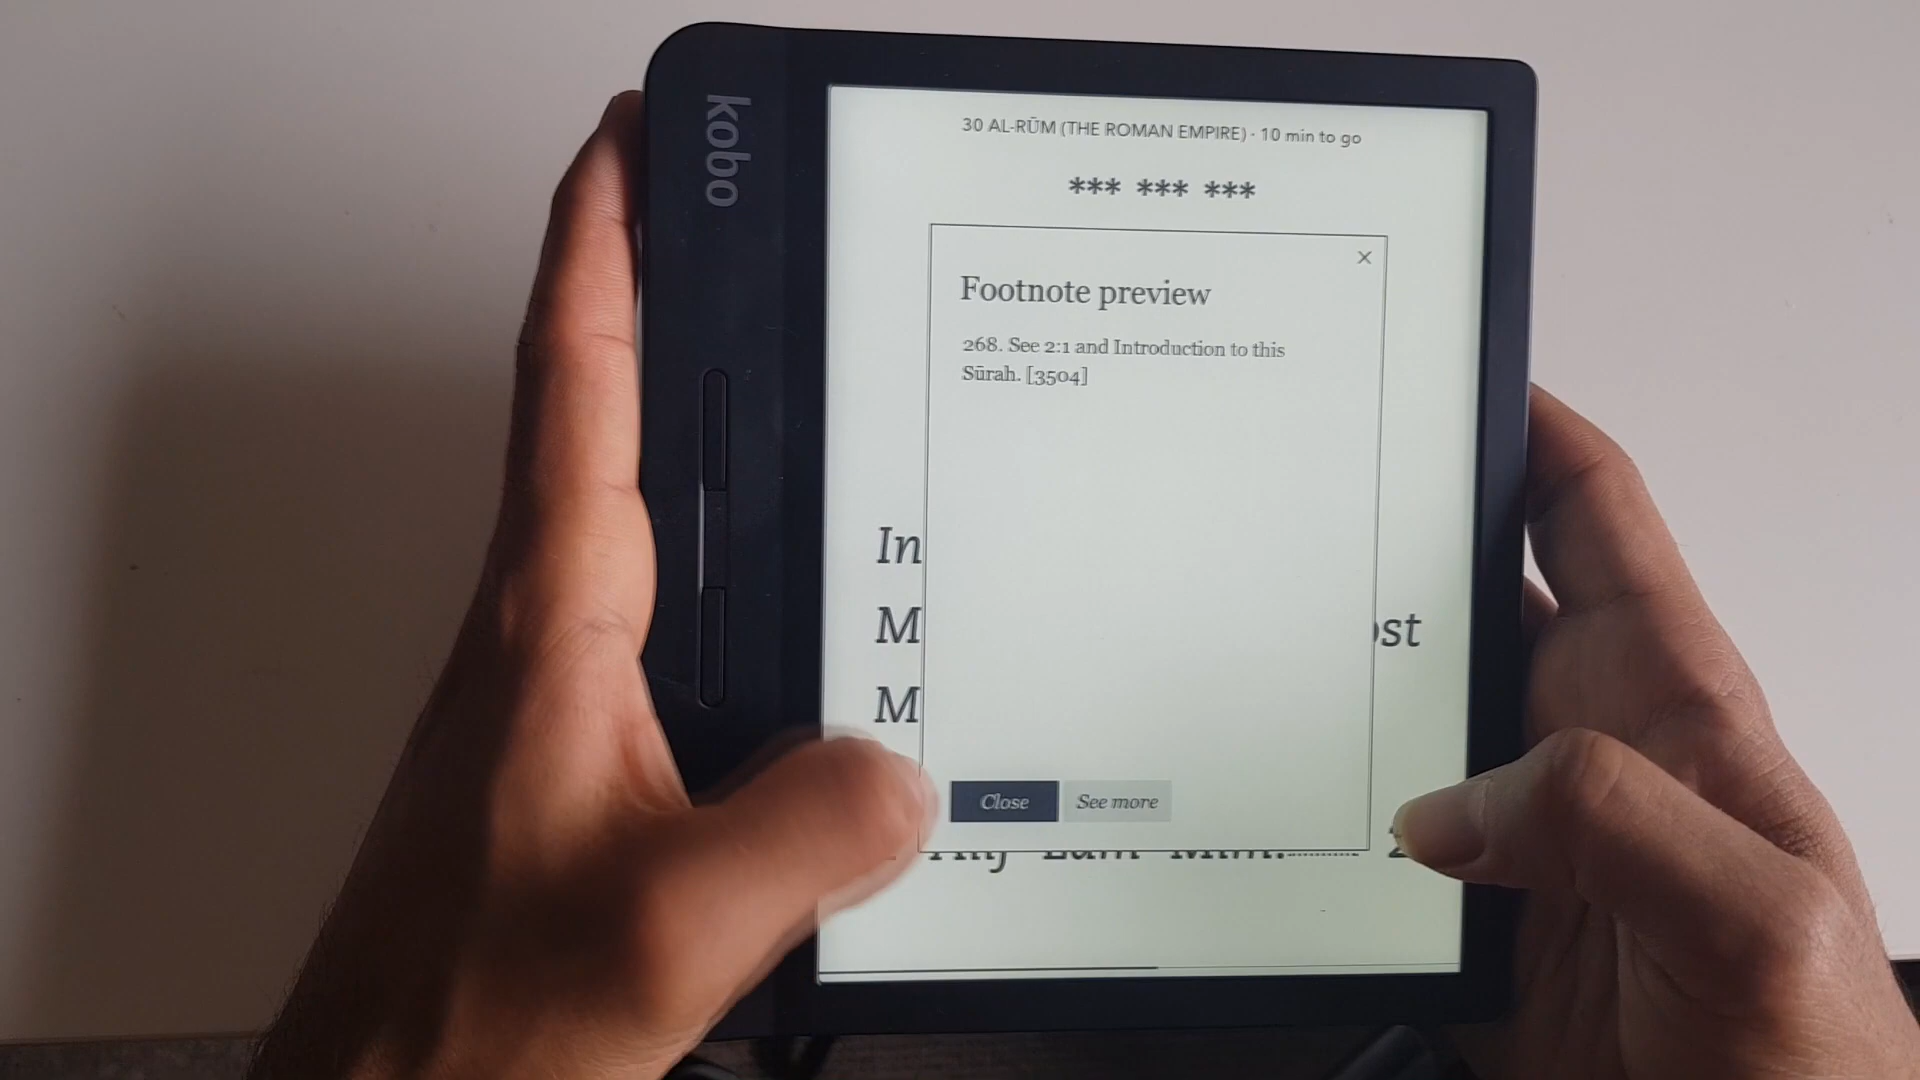 kobo
30 AL-RŪM (THE ROMAN EMPIRE) · 10 min to go
*** *** ***
Footnote preview
268. See 2:1 and Introduction to this
Sūrah. [3504]
In
M
M
Close See more